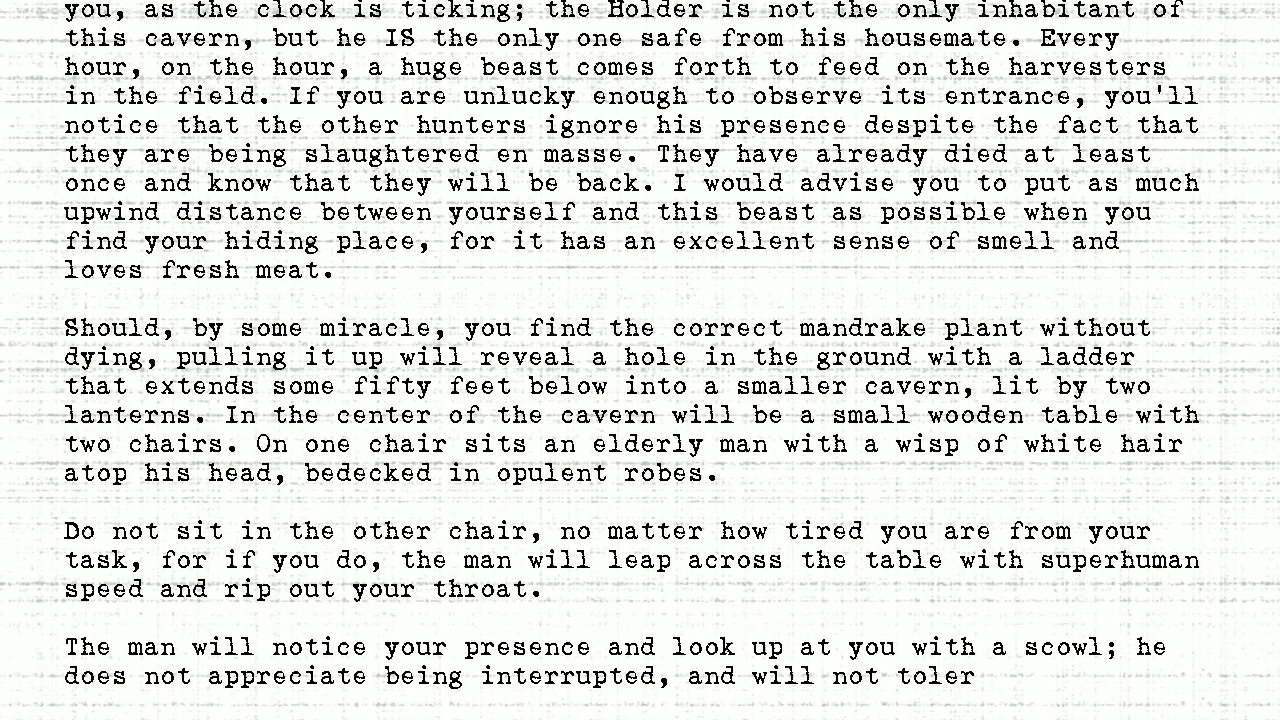 you, as the clock is ticking; the Holder is not the only inhabitant of
this cavern, but he IS the only one safe from his housemate. Every
hour, on the hour, a huge beast comes forth to feed on the harvesters
in the field. If you are unlucky enough to observe its entrance, you'll
notice that the other hunters ignore his presence despite the fact that
they are being slaughtered en masse. They have already died at least
once and know that they will be back. I would advise you to put as much
upwind distance between yourself and this beast as possible when you
find your hiding place, for it has an excellent sense of smell and
loves fresh meat.
Should, by some miracle, you find the correct mandrake plant without
dying, pulling it up will reveal a hole in the ground with a ladder
that extends some fifty feet below into a smaller cavern, lit by two
lanterns. In the center of the cavern will be a small wooden table with
two chairs. On one chair sits an elderly man with a wisp of white hair
atop his head, bedecked in opulent robes.
Do not sit in the other chair, no matter how tired you are from your
task, for if you do, the man will leap across the table with superhuman
speed and rip out your throat.
The man will notice your presence and look up at you with a scowl; he
does not appreciate being interrupted, and will not toler